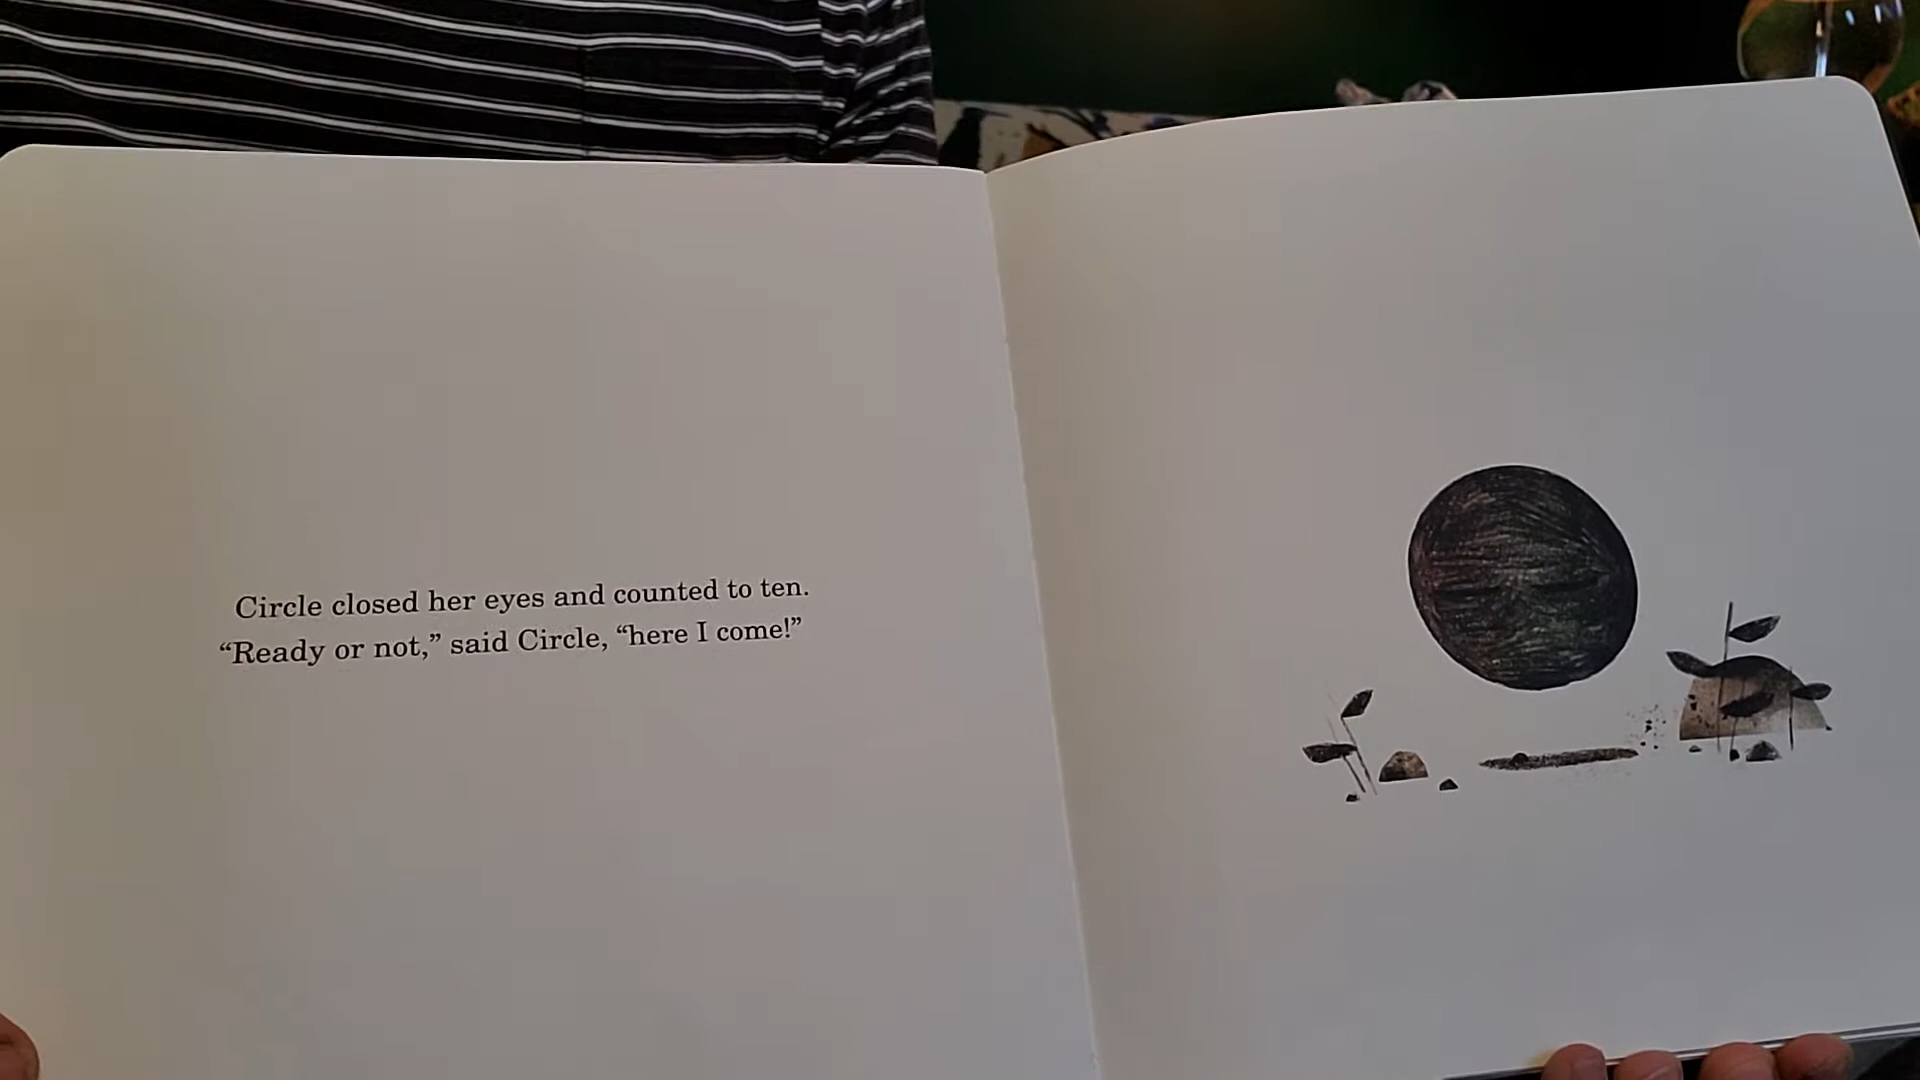 Circle closed her eyes and counted to ten.
“Ready or not,” said Circle, “here I come!”